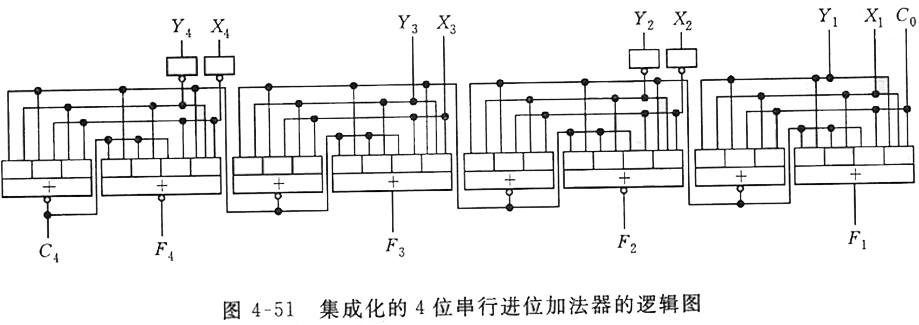 Y4 X4 Y3 X3 Y2 X2 Y1 X1 C0
+ + + + + + + +
C4 F4 F3 F2 F1
图 4-51 集成化的 4 位串行进位加法器的逻辑图